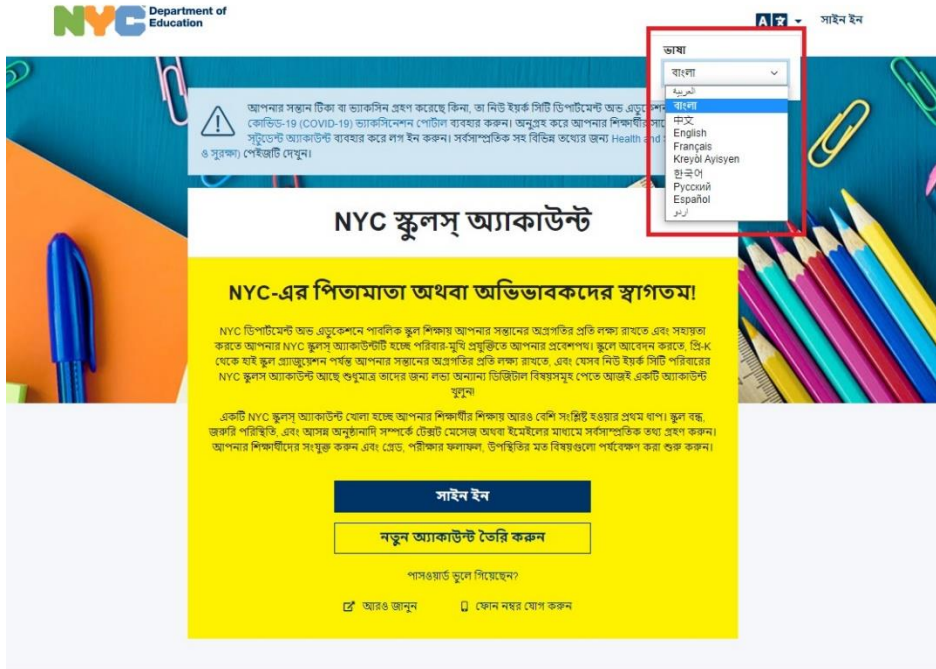 NYC Department of
Education
সাইন ইন
ভাষা
বাংলা
العربية
বাংলা
中文
English
Français
Kreyòl Ayisyen
한국어
Русский
Español
اردو
আপনার সন্তান টিকা বা ভ্যাকসিন গ্রহণ করেছে কিনা, তা নিউ ইয়র্ক সিটি ডিপার্টমেন্ট অভ
কোভিড-19 (COVID-19) ভ্যাকসিনেশন পোর্টাল ব্যবহার করুন। অনুগ্রহ করে আপনার
স্টুডেন্ট অ্যাকাউন্ট ব্যবহার করে লগ ইন করুন। সর্বসাম্প্রতিক সহ বিভিন্ন তথ্যের জন্য Health and
ও সুরক্ষা) পেইজটি দেখুন।
NYC স্কুলস্ অ্যাকাউন্ট
NYC-এর পিতামাতা অথবা অভিভাবকদের স্বাগতম!
NYC ডিপার্টমেন্ট অভ এডুকেশনে পাবলিক স্কুল শিক্ষায় আপনার সন্তানের অগ্রগতির প্রতি লক্ষ্য রাখতে এবং সহায়তা
করতে আপনার NYC স্কুলস্ অ্যাকাউন্টটি হচ্ছে পরিবার-মুখি প্রযুক্তিতে আপনার প্রবেশপথ। স্কুলে আবেদন করতে, প্রি-K
থেকে হাই স্কুল গ্র্যাজুয়েশন পর্যন্ত আপনার সন্তানের অগ্রগতির প্রতি লক্ষ্য রাখতে, এবং যেসব নিউ ইয়র্ক সিটি পরিবারের
NYC স্কুলস অ্যাকাউন্ট আছে শুধুমাত্র তাদের জন্য লভ্য অন্যান্য ডিজিটাল বিষয়সমূহ পেতে আজই একটি অ্যাকাউন্ট
খুলুন!
একটি NYC স্কুলস্ অ্যাকাউন্ট খোলা হচ্ছে আপনার শিক্ষার্থীর শিক্ষায় আরও বেশি সংশ্লিষ্ট হওয়ার প্রথম ধাপ। স্কুল বন্ধ,
জরুরি পরিস্থিতি, এবং আসন্ন অনুষ্ঠানাদি সম্পর্কে টেক্সট মেসেজ অথবা ইমেইলের মাধ্যমে সর্বসাম্প্রতিক তথ্য গ্রহণ করুন।
আপনার শিক্ষার্থীদের সংযুক্ত করুন এবং গ্রেড, পরীক্ষার ফলাফল, উপস্থিতির মত বিষয়গুলো পর্যবেক্ষণ করা শুরু করুন।
সাইন ইন
নতুন অ্যাকাউন্ট তৈরি করুন
পাসওয়ার্ড ভুলে গিয়েছেন?
আরও জানুন
ফোন নম্বর যোগ করুন